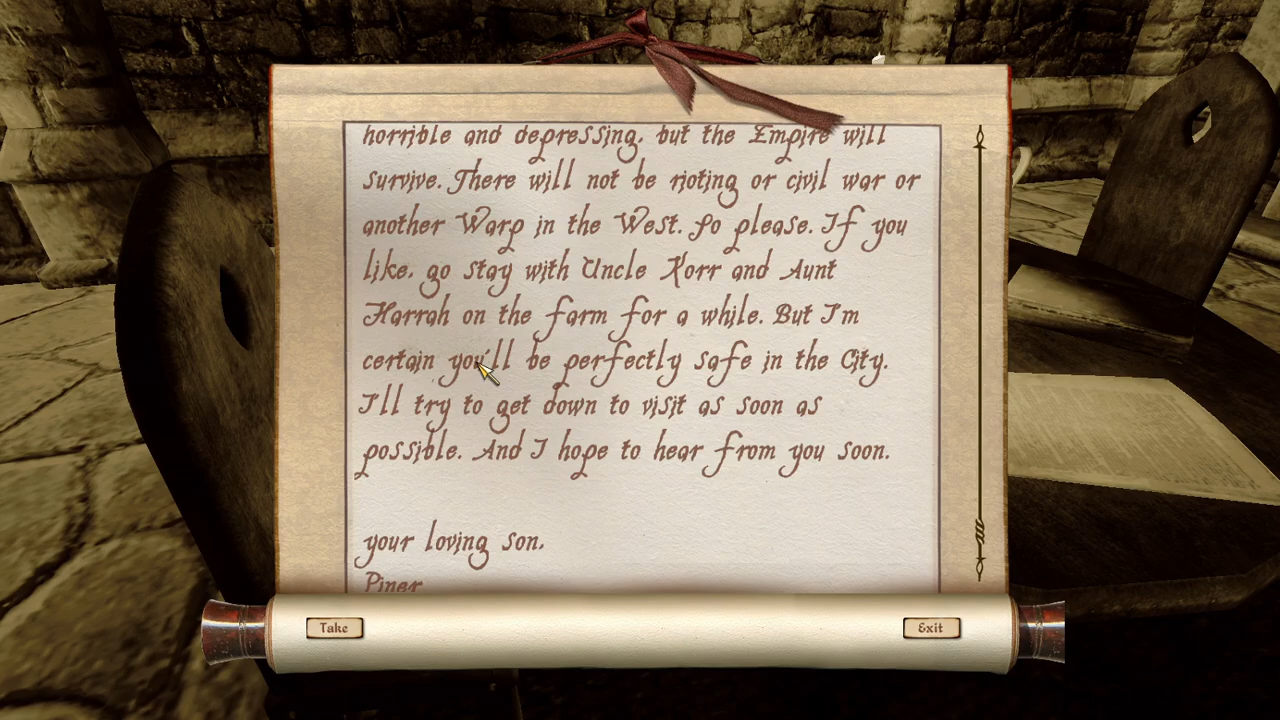 horrible and depressing, but the Empire will
survive. There will not be rioting or civil war or
another Warp in the West. So please. If you
like, go stay with Uncle Korr and Aunt
Harrah on the farm for a while. But I'm
certain you'll be perfectly safe in the City.
I'll try to get down to visit as soon as
possible. And I hope to hear from you soon.
your loving son,
Piner
Take
Exit